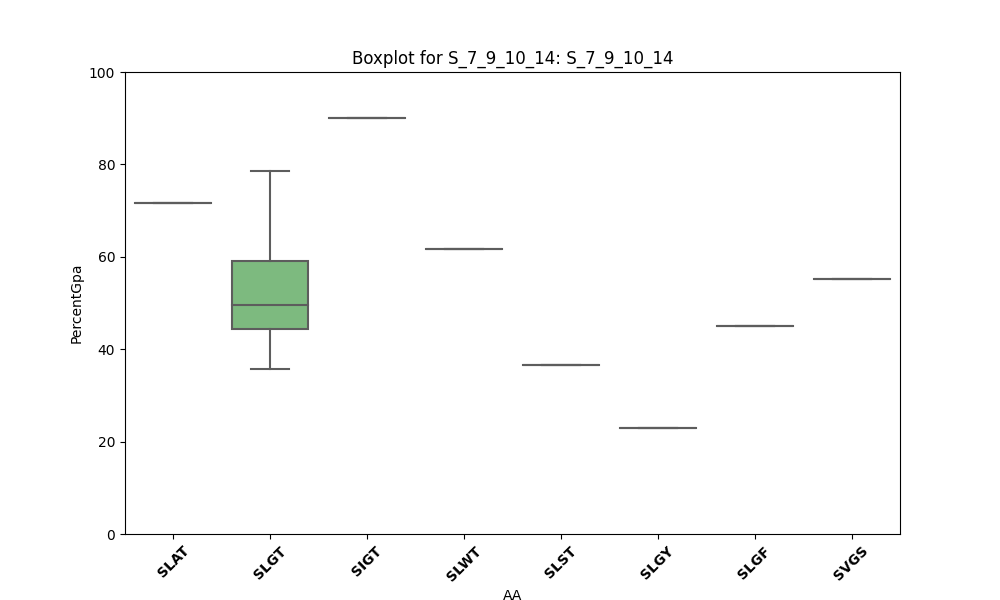 Boxplot for S_7_9_10_14: S_7_9_10_14
100
80
60
40
20
0
PercentGpa
SLAT
SLGT
SIGT
SLWT
SLST
SLGY
SLGF
SVGS
AA